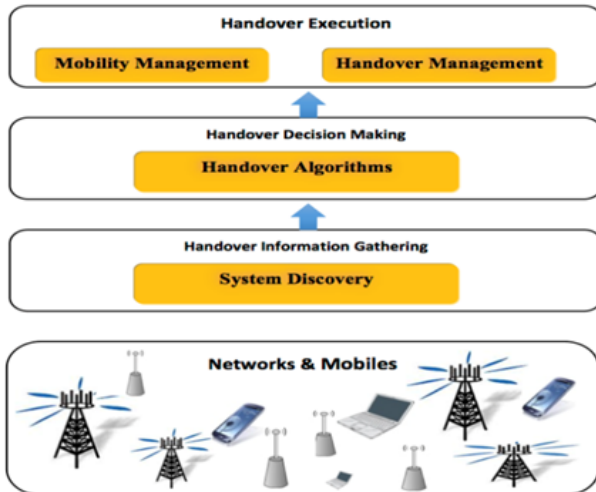 Handover Execution
Mobility Management
Handover Management
Handover Decision Making
Handover Algorithms
Handover Information Gathering
System Discovery
Networks & Mobiles